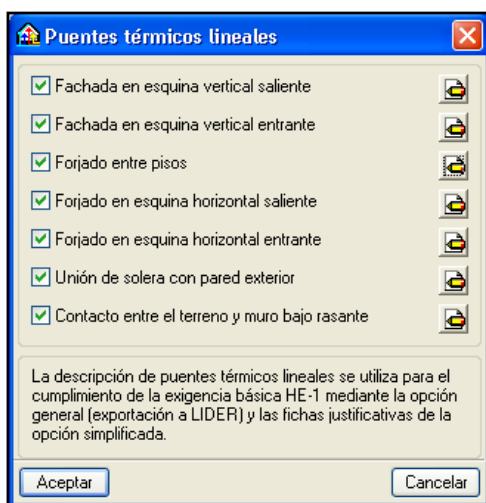 Puentes térmicos lineales
Fachada en esquina vertical saliente
Fachada en esquina vertical entrante
Forjado entre pisos
Forjado en esquina horizontal saliente
Forjado en esquina horizontal entrante
Unión de solera con pared exterior
Contacto entre el terreno y muro bajo rasante
La descripción de puentes térmicos lineales se utiliza para el
cumplimiento de la exigencia básica HE-1 mediante la opción
general (exportación a LIDER) y las fichas justificativas de la
opción simplificada.
Aceptar
Cancelar